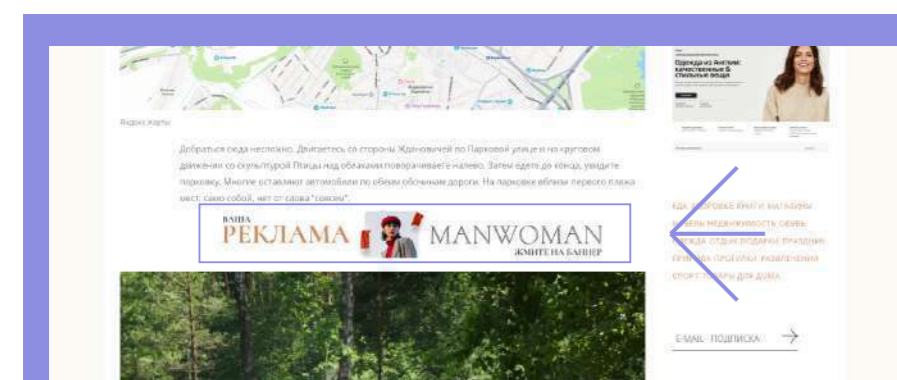 Яндекс Карты
Добраться сюда несложно. Двигаетесь со стороны Ждановичей по Парковой улице и на круговом
движении со скульптурой Птицы над облаками поворачиваете налево. Затем едете до конца, увидите
парковку. Многие оставляют автомобили по обеим обочинам дороги. На парковке вблизи первого пляжа
мест, само собой, нет от слова "совсем".
ВАША
РЕКЛАМА
MANWOMAN
ЖМИТЕ НА БАННЕР
Одежда из Англии:
качественные &
стильные вещи
ЕДА ЗДОРОВЬЕ КНИГИ МАГАЗИНЫ
МЕБЕЛЬ НЕДВИЖИМОСТЬ ОБУВЬ
ОДЕЖДА ОТДЫХ ПОДАРКИ ПРАЗДНИК
ПРИРОДА ПРОГУЛКИ РАЗВЛЕЧЕНИЯ
СПОРТ ТОВАРЫ ДЛЯ ДОМА
E-MAIL - ПОДПИСКА